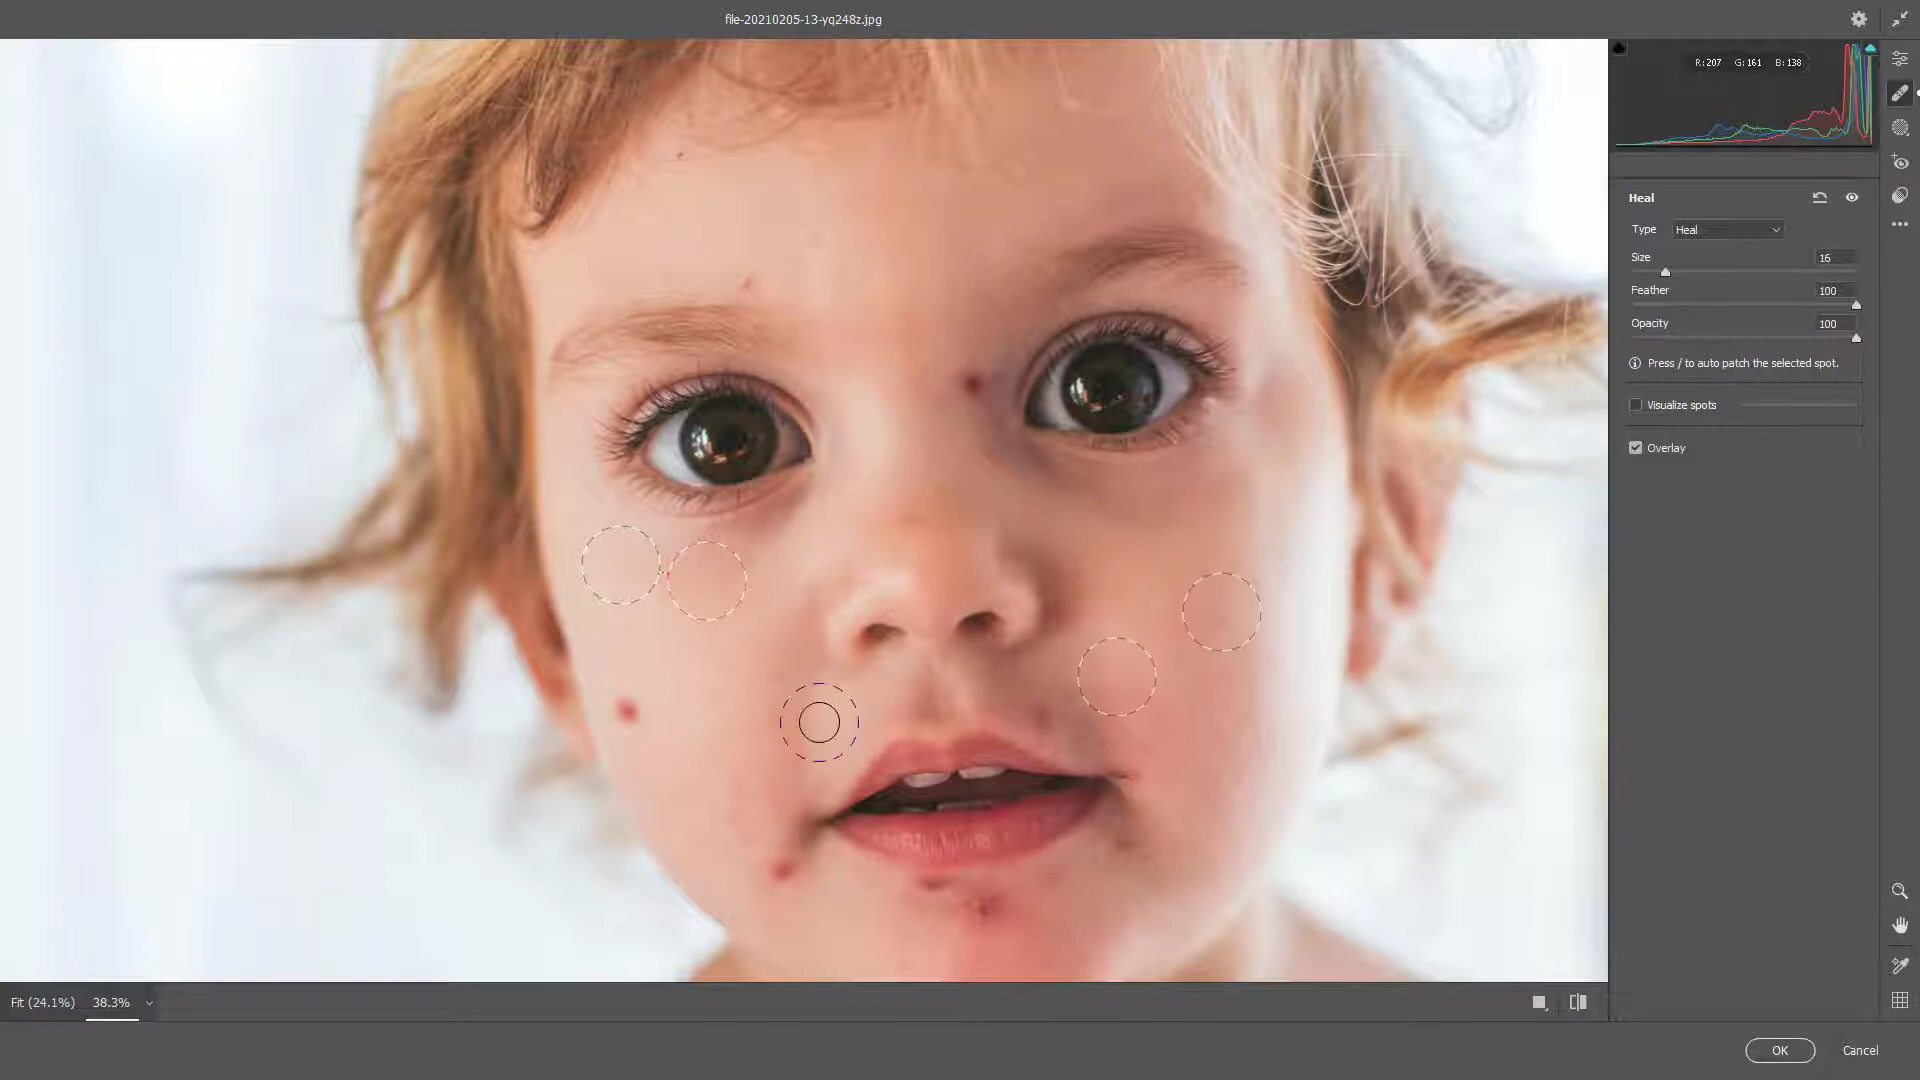 file-20210205-13-yq248z.jpg
R: 207 G: 161 B: 138
Heal
Type Heal
Size 16
Feather 100
Opacity 100
Press / to auto patch the selected spot.
Visualize spots
Overlay
Fit (24.1%) 38.3%
OK Cancel